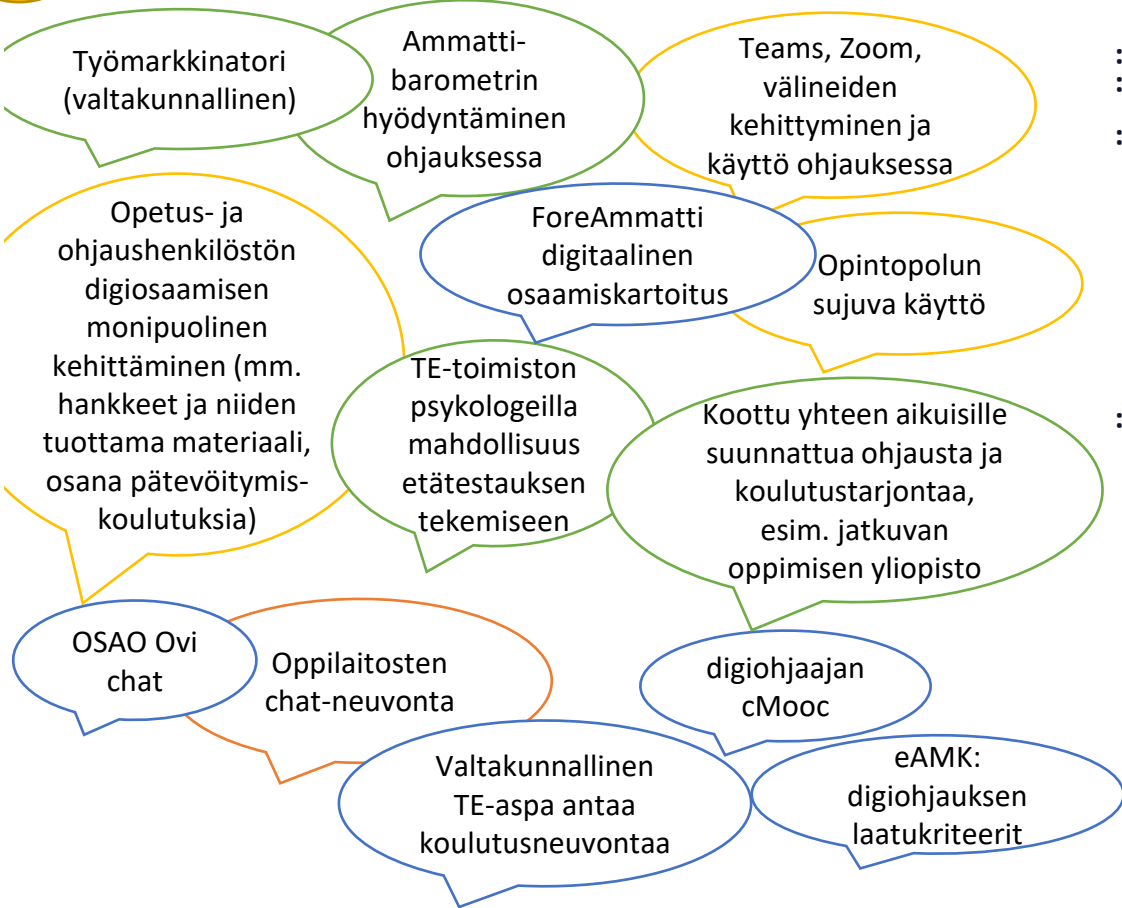 Työmarkkinatori
(valtakunnallinen)
Ammatti-
barometrin
hyödyntäminen
ohjauksessa
Teams, Zoom,
välineiden
kehittyminen ja
käyttö ohjauksessa
:
:
:
Opetus- ja
ohjaushenkilöstön
digiosaamisen
monipuolinen
kehittäminen (mm.
hankkeet ja niiden
tuottama materiaali,
osana pätevöitymis-
koulutuksia)
ForeAmmatti
digitaalinen
osaamiskartoitus
Opintopolun
sujuva käyttö
TE-toimiston
psykologeilla
mahdollisuus
etätestauksen
tekemiseen
Koottu yhteen aikuisille
suunnattua ohjausta ja
koulutustarjontaa,
esim. jatkuvan
oppimisen yliopisto
:
OSAO Ovi
chat
Oppilaitosten
chat-neuvonta
digiohjaajan
cMooc
Valtakunnallinen
TE-aspa antaa
koulutusneuvontaa
eAMK:
digiohjauksen
laatukriteerit